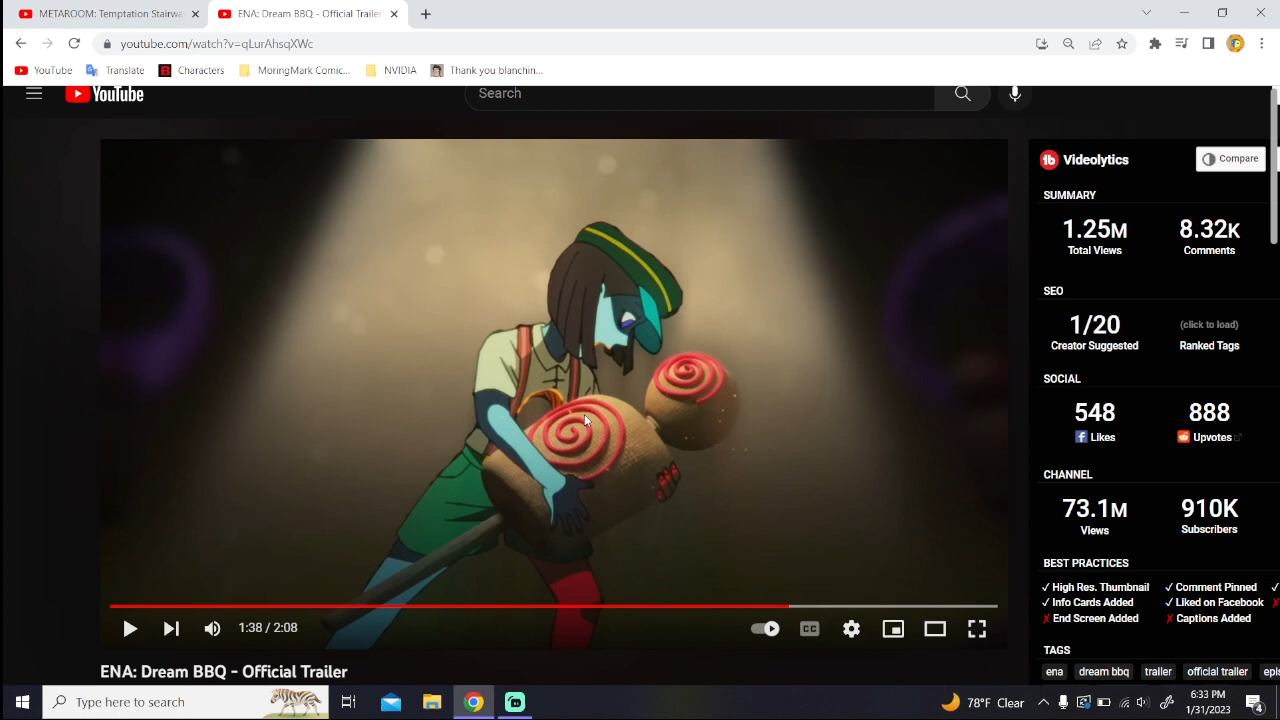 METAROOM: Temptation Stairwa
ENA: Dream BBQ - Official Trailer
youtube.com/watch?v=qLurAhsqXWc
YouTube
Translate
Characters
MoringMark Comic...
NVIDIA
Thank you blanchin...
YouTube
Search
Videolytics
Compare
SUMMARY
1.25M 8.32K
Total Views Comments
SEO
1/20 (click to load)
Creator Suggested Ranked Tags
SOCIAL
548 888
Likes Upvotes
CHANNEL
73.1M 910K
Views Subscribers
BEST PRACTICES
✓ High Res. Thumbnail ✓ Comment Pinned ✓
✓ Info Cards Added ✓ Liked on Facebook ✗
✗ End Screen Added ✗ Captions Added
TAGS
ena dream bbq trailer official trailer epis
1:38 / 2:08
CC
ENA: Dream BBQ - Official Trailer
Type here to search
78°F Clear
6:33 PM
1/31/2023
4